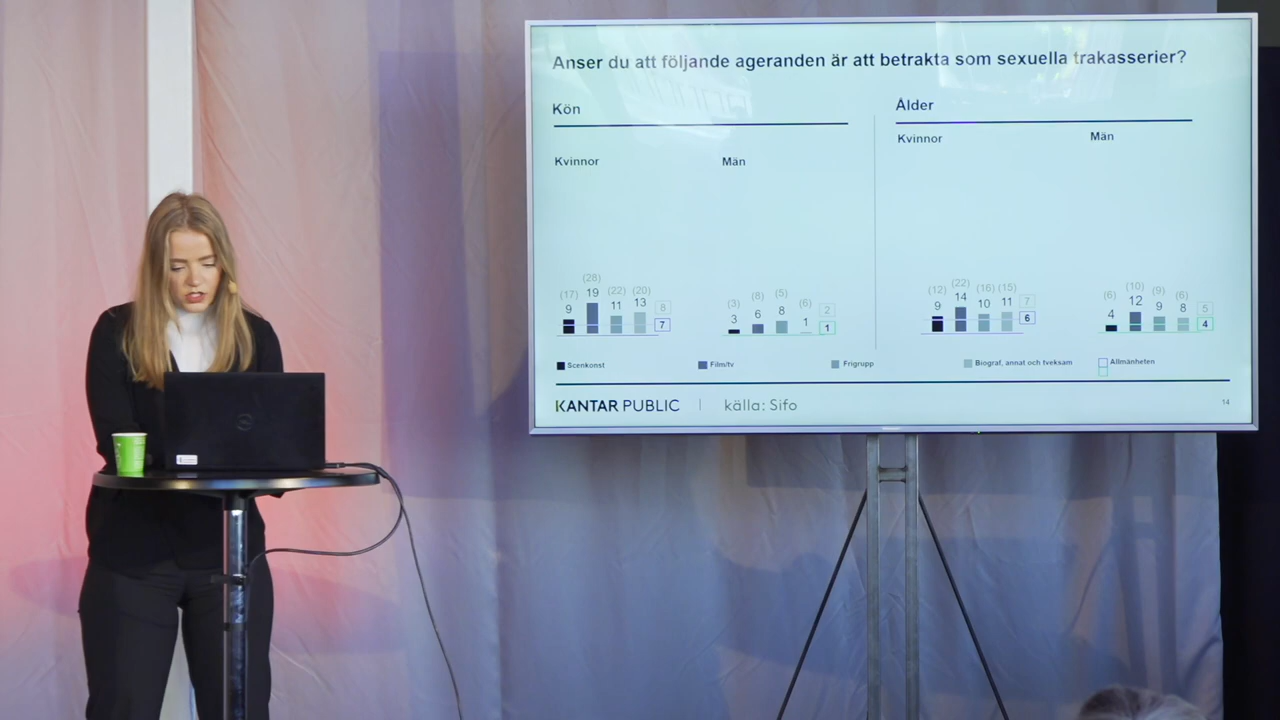 Anser du att följande ageranden är att betrakta som sexuella trakasserier?
Kön
Kvinnor
Män
(17) (28) (22) (20) 8
9 19 11 13 7
(3) (8) (5) (6) 2
3 6 8 1 1
Ålder
Kvinnor
Män
(12) (22) (16) (15) 7
9 14 10 11 6
(6) (10) (9) (6) 5
4 12 9 8 4
Scenkonst
Film/tv
Frigrupp
Biograf, annat och tveksam
Allmänheten
KANTAR PUBLIC | källa: Sifo
14